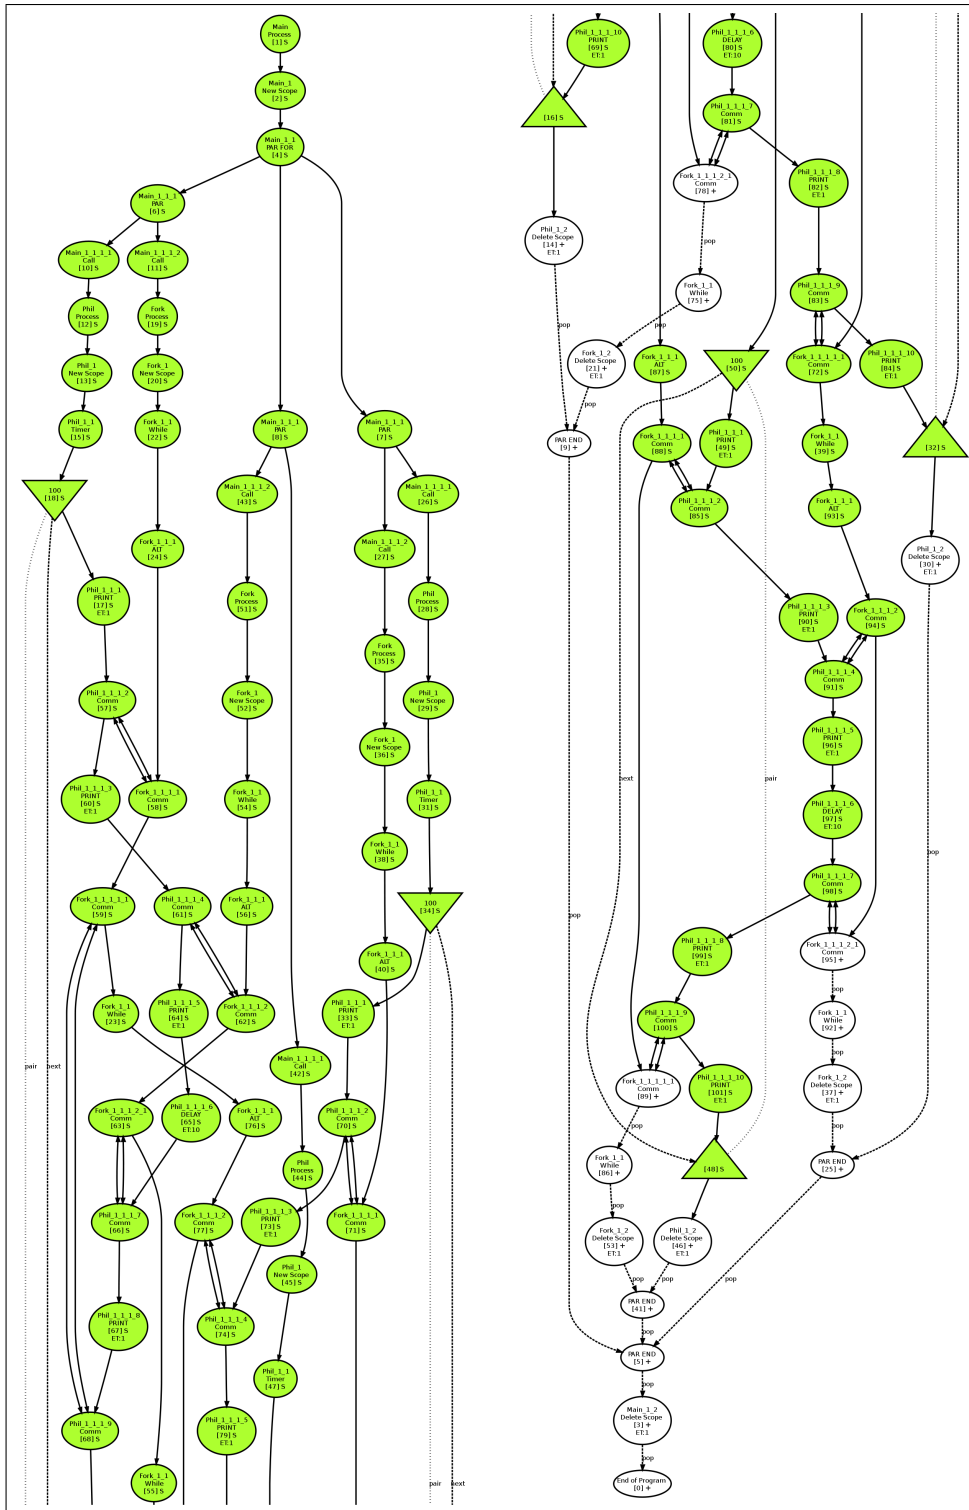 Main
Process
[1] S
Main_1
New Scope
[2] S
Main_1_1
PAR FOR
[4] S
Main_1_1_1
PAR
[6] S
Main_1_1_1_1
Call
[10] S
Main_1_1_1_2
Call
[11] S
Phil
Process
[12] S
Fork
Process
[19] S
Phil_1
New Scope
[13] S
Fork_1
New Scope
[20] S
Phil_1_1
Timer
[15] S
Fork_1_1
While
[22] S
Main_1_1_1
PAR
[8] S
Main_1_1_1
PAR
[7] S
100
[18] S
Main_1_1_1_2
Call
[43] S
Main_1_1_1_1
Call
[26] S
Fork_1_1_1
ALT
[24] S
Main_1_1_1_2
Call
[27] S
Phil_1_1_1
PRINT
[17] S
ET:1
Fork
Process
[51] S
Phil
Process
[28] S
Fork
Process
[35] S
Phil_1_1_1_2
Comm
[57] S
Fork_1
New Scope
[52] S
Phil_1
New Scope
[29] S
Fork_1
New Scope
[36] S
Phil_1_1_1_3
PRINT
[60] S
ET:1
Fork_1_1_1_1
Comm
[58] S
Fork_1_1
While
[54] S
Phil_1_1
Timer
[31] S
Fork_1_1
While
[38] S
Fork_1_1_1_1_1
Comm
[59] S
Phil_1_1_1_4
Comm
[61] S
Fork_1_1_1
ALT
[56] S
100
[34] S
Fork_1_1_1
ALT
[40] S
Fork_1_1
While
[23] S
Phil_1_1_1_5
PRINT
[64] S
ET:1
Fork_1_1_1_2
Comm
[62] S
Phil_1_1_1
PRINT
[33] S
ET:1
pair
next
Main_1_1_1_1
Call
[42] S
Fork_1_1_1_2_1
Comm
[63] S
Phil_1_1_1_6
DELAY
[65] S
ET:10
Fork_1_1_1
ALT
[76] S
Phil_1_1_1_2
Comm
[70] S
Phil
Process
[44] S
Phil_1_1_1_7
Comm
[66] S
Fork_1_1_1_2
Comm
[77] S
Phil_1_1_1_3
PRINT
[73] S
ET:1
Fork_1_1_1_1
Comm
[71] S
Phil_1
New Scope
[45] S
Phil_1_1_1_8
PRINT
[67] S
ET:1
Phil_1_1_1_4
Comm
[74] S
Phil_1_1
Timer
[47] S
Phil_1_1_1_9
Comm
[68] S
Phil_1_1_1_5
PRINT
[79] S
ET:1
Fork_1_1
While
[55] S
pair
next
Phil_1_1_1_10
PRINT
[69] S
ET:1
Phil_1_1_1_6
DELAY
[80] S
ET:10
[16] S
Phil_1_1_1_7
Comm
[81] S
Fork_1_1_1_2_1
Comm
[78] +
Phil_1_1_1_8
PRINT
[82] S
ET:1
Phil_1_2
Delete Scope
[14] +
ET:1
pop
Fork_1_1
While
[75] +
Phil_1_1_1_9
Comm
[83] S
pop
pop
Fork_1_2
Delete Scope
[21] +
ET:1
Fork_1_1_1
ALT
[87] S
100
[50] S
Fork_1_1_1_1_1
Comm
[72] S
Phil_1_1_1_10
PRINT
[84] S
ET:1
pop
PAR END
[9] +
Fork_1_1_1_1
Comm
[88] S
Phil_1_1_1
PRINT
[49] S
ET:1
Fork_1_1
While
[39] S
[32] S
Phil_1_1_1_2
Comm
[85] S
Fork_1_1_1
ALT
[93] S
Phil_1_2
Delete Scope
[30] +
ET:1
Phil_1_1_1_3
PRINT
[90] S
ET:1
Fork_1_1_1_2
Comm
[94] S
Phil_1_1_1_4
Comm
[91] S
Phil_1_1_1_5
PRINT
[96] S
ET:1
next
pair
Phil_1_1_1_6
DELAY
[97] S
ET:10
pop
Phil_1_1_1_7
Comm
[98] S
pop
Phil_1_1_1_8
PRINT
[99] S
ET:1
Fork_1_1_1_2_1
Comm
[95] +
pop
Phil_1_1_1_9
Comm
[100] S
Fork_1_1
While
[92] +
pop
Fork_1_1_1_1_1
Comm
[89] +
Phil_1_1_1_10
PRINT
[101] S
ET:1
Fork_1_2
Delete Scope
[37] +
ET:1
pop
pop
Fork_1_1
While
[86] +
[48] S
PAR END
[25] +
pop
Fork_1_2
Delete Scope
[53] +
ET:1
Phil_1_2
Delete Scope
[46] +
ET:1
pop
pop
pop
PAR END
[41] +
pop
PAR END
[5] +
pop
Main_1_2
Delete Scope
[3] +
ET:1
pop
End of Program
[0] +